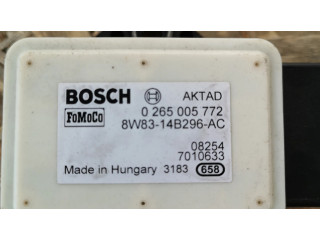 BOSCH AKTAD
0 265 005 772
FoMoCo
8W83-14B296-AC
08254
7010633
Made in Hungary 3183 658